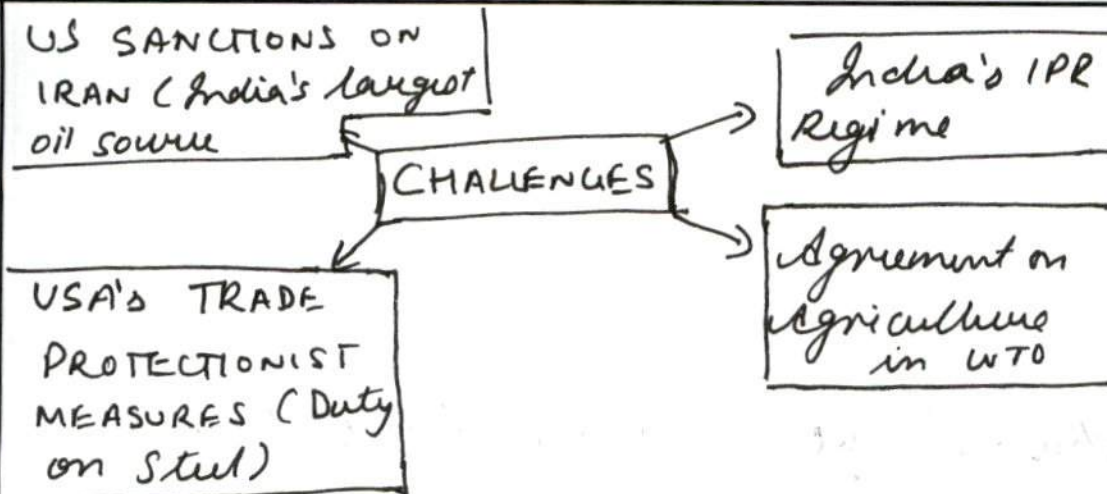 US SANCTIONS ON
IRAN (India's largest
oil source
CHALLENGES
India's IPR
Regime
USA's TRADE
PROTECTIONIST
MEASURES (Duty
on Steel)
Agreement on
Agriculture
in WTO